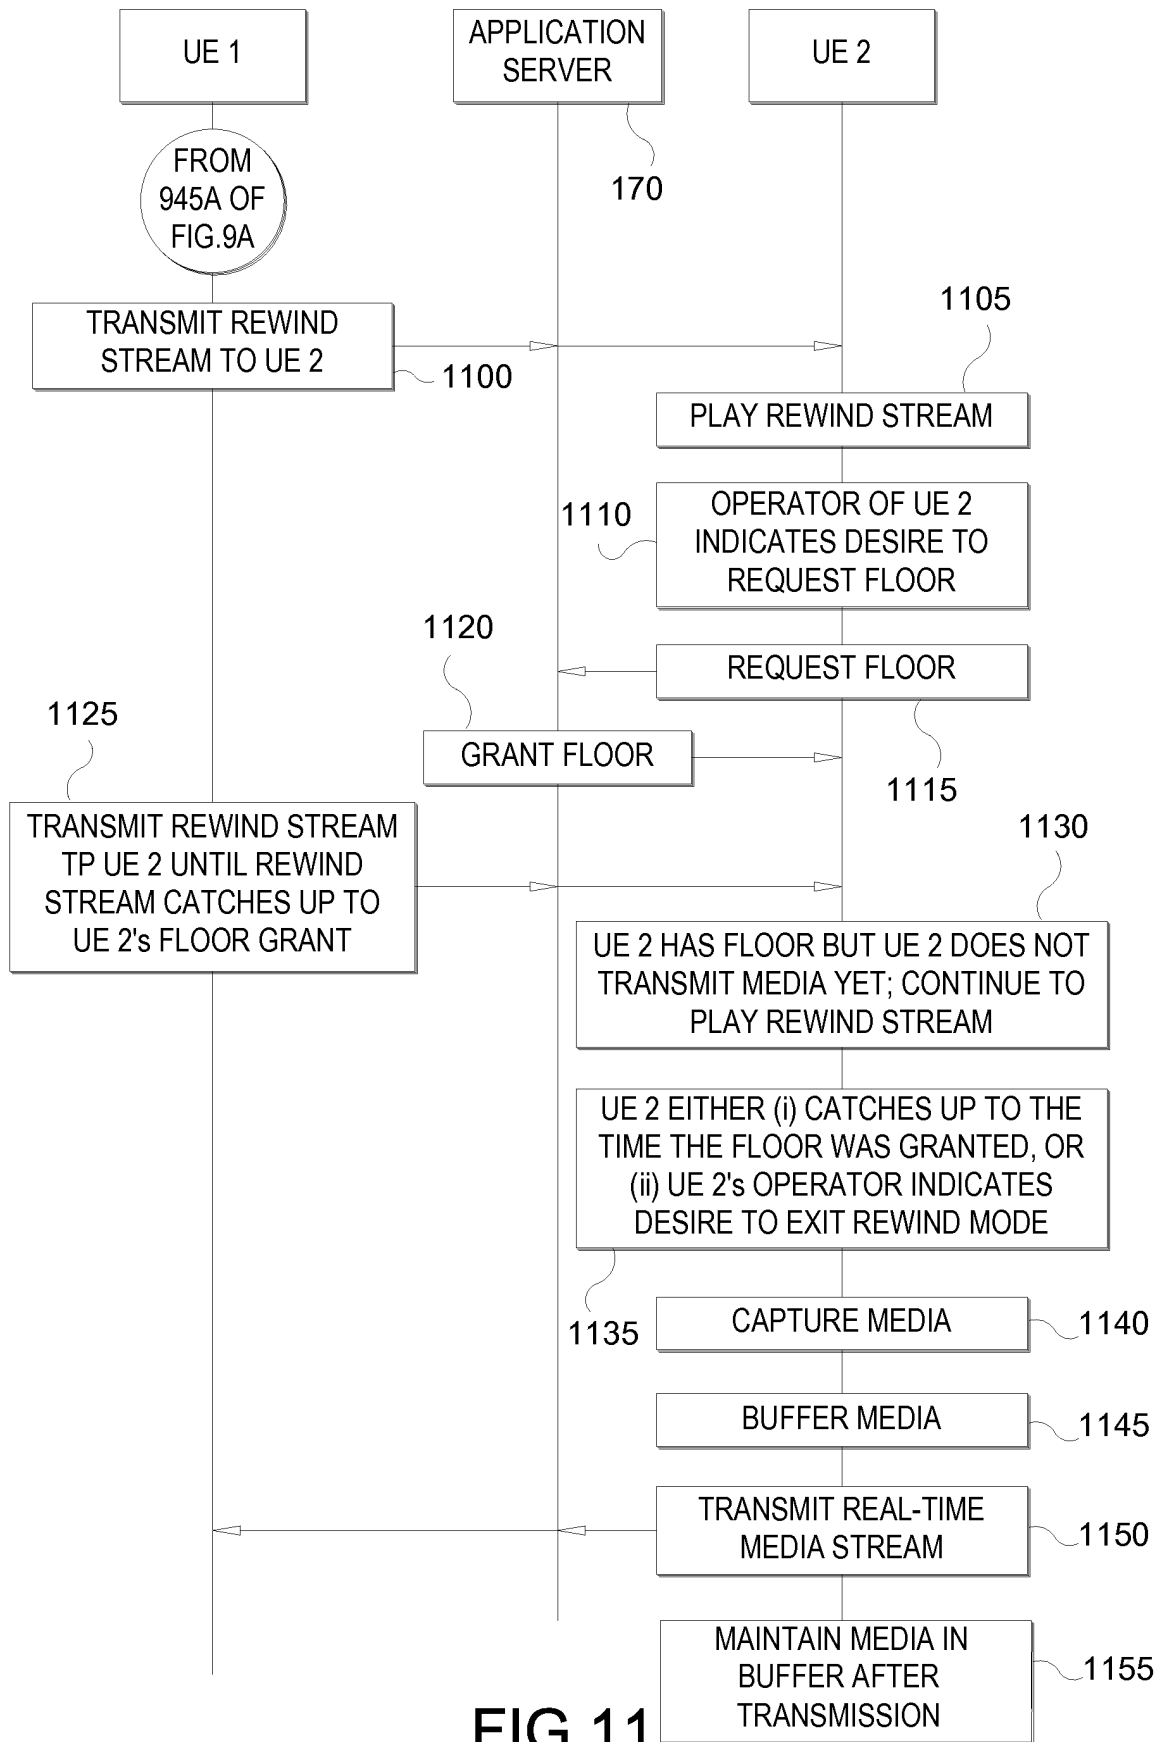 UE 1
APPLICATION
SERVER
UE 2
170
FROM
945A OF
FIG.9A
TRANSMIT REWIND
STREAM TO UE 2
1100
1105
PLAY REWIND STREAM
1110
OPERATOR OF UE 2
INDICATES DESIRE TO
REQUEST FLOOR
1120
REQUEST FLOOR
1115
1125
GRANT FLOOR
TRANSMIT REWIND STREAM
TP UE 2 UNTIL REWIND
STREAM CATCHES UP TO
UE 2's FLOOR GRANT
1130
UE 2 HAS FLOOR BUT UE 2 DOES NOT
TRANSMIT MEDIA YET; CONTINUE TO
PLAY REWIND STREAM
UE 2 EITHER (i) CATCHES UP TO THE
TIME THE FLOOR WAS GRANTED, OR
(ii) UE 2's OPERATOR INDICATES
DESIRE TO EXIT REWIND MODE
1135
CAPTURE MEDIA
1140
BUFFER MEDIA
1145
TRANSMIT REAL-TIME
MEDIA STREAM
1150
MAINTAIN MEDIA IN
BUFFER AFTER
TRANSMISSION
1155
FIG 11